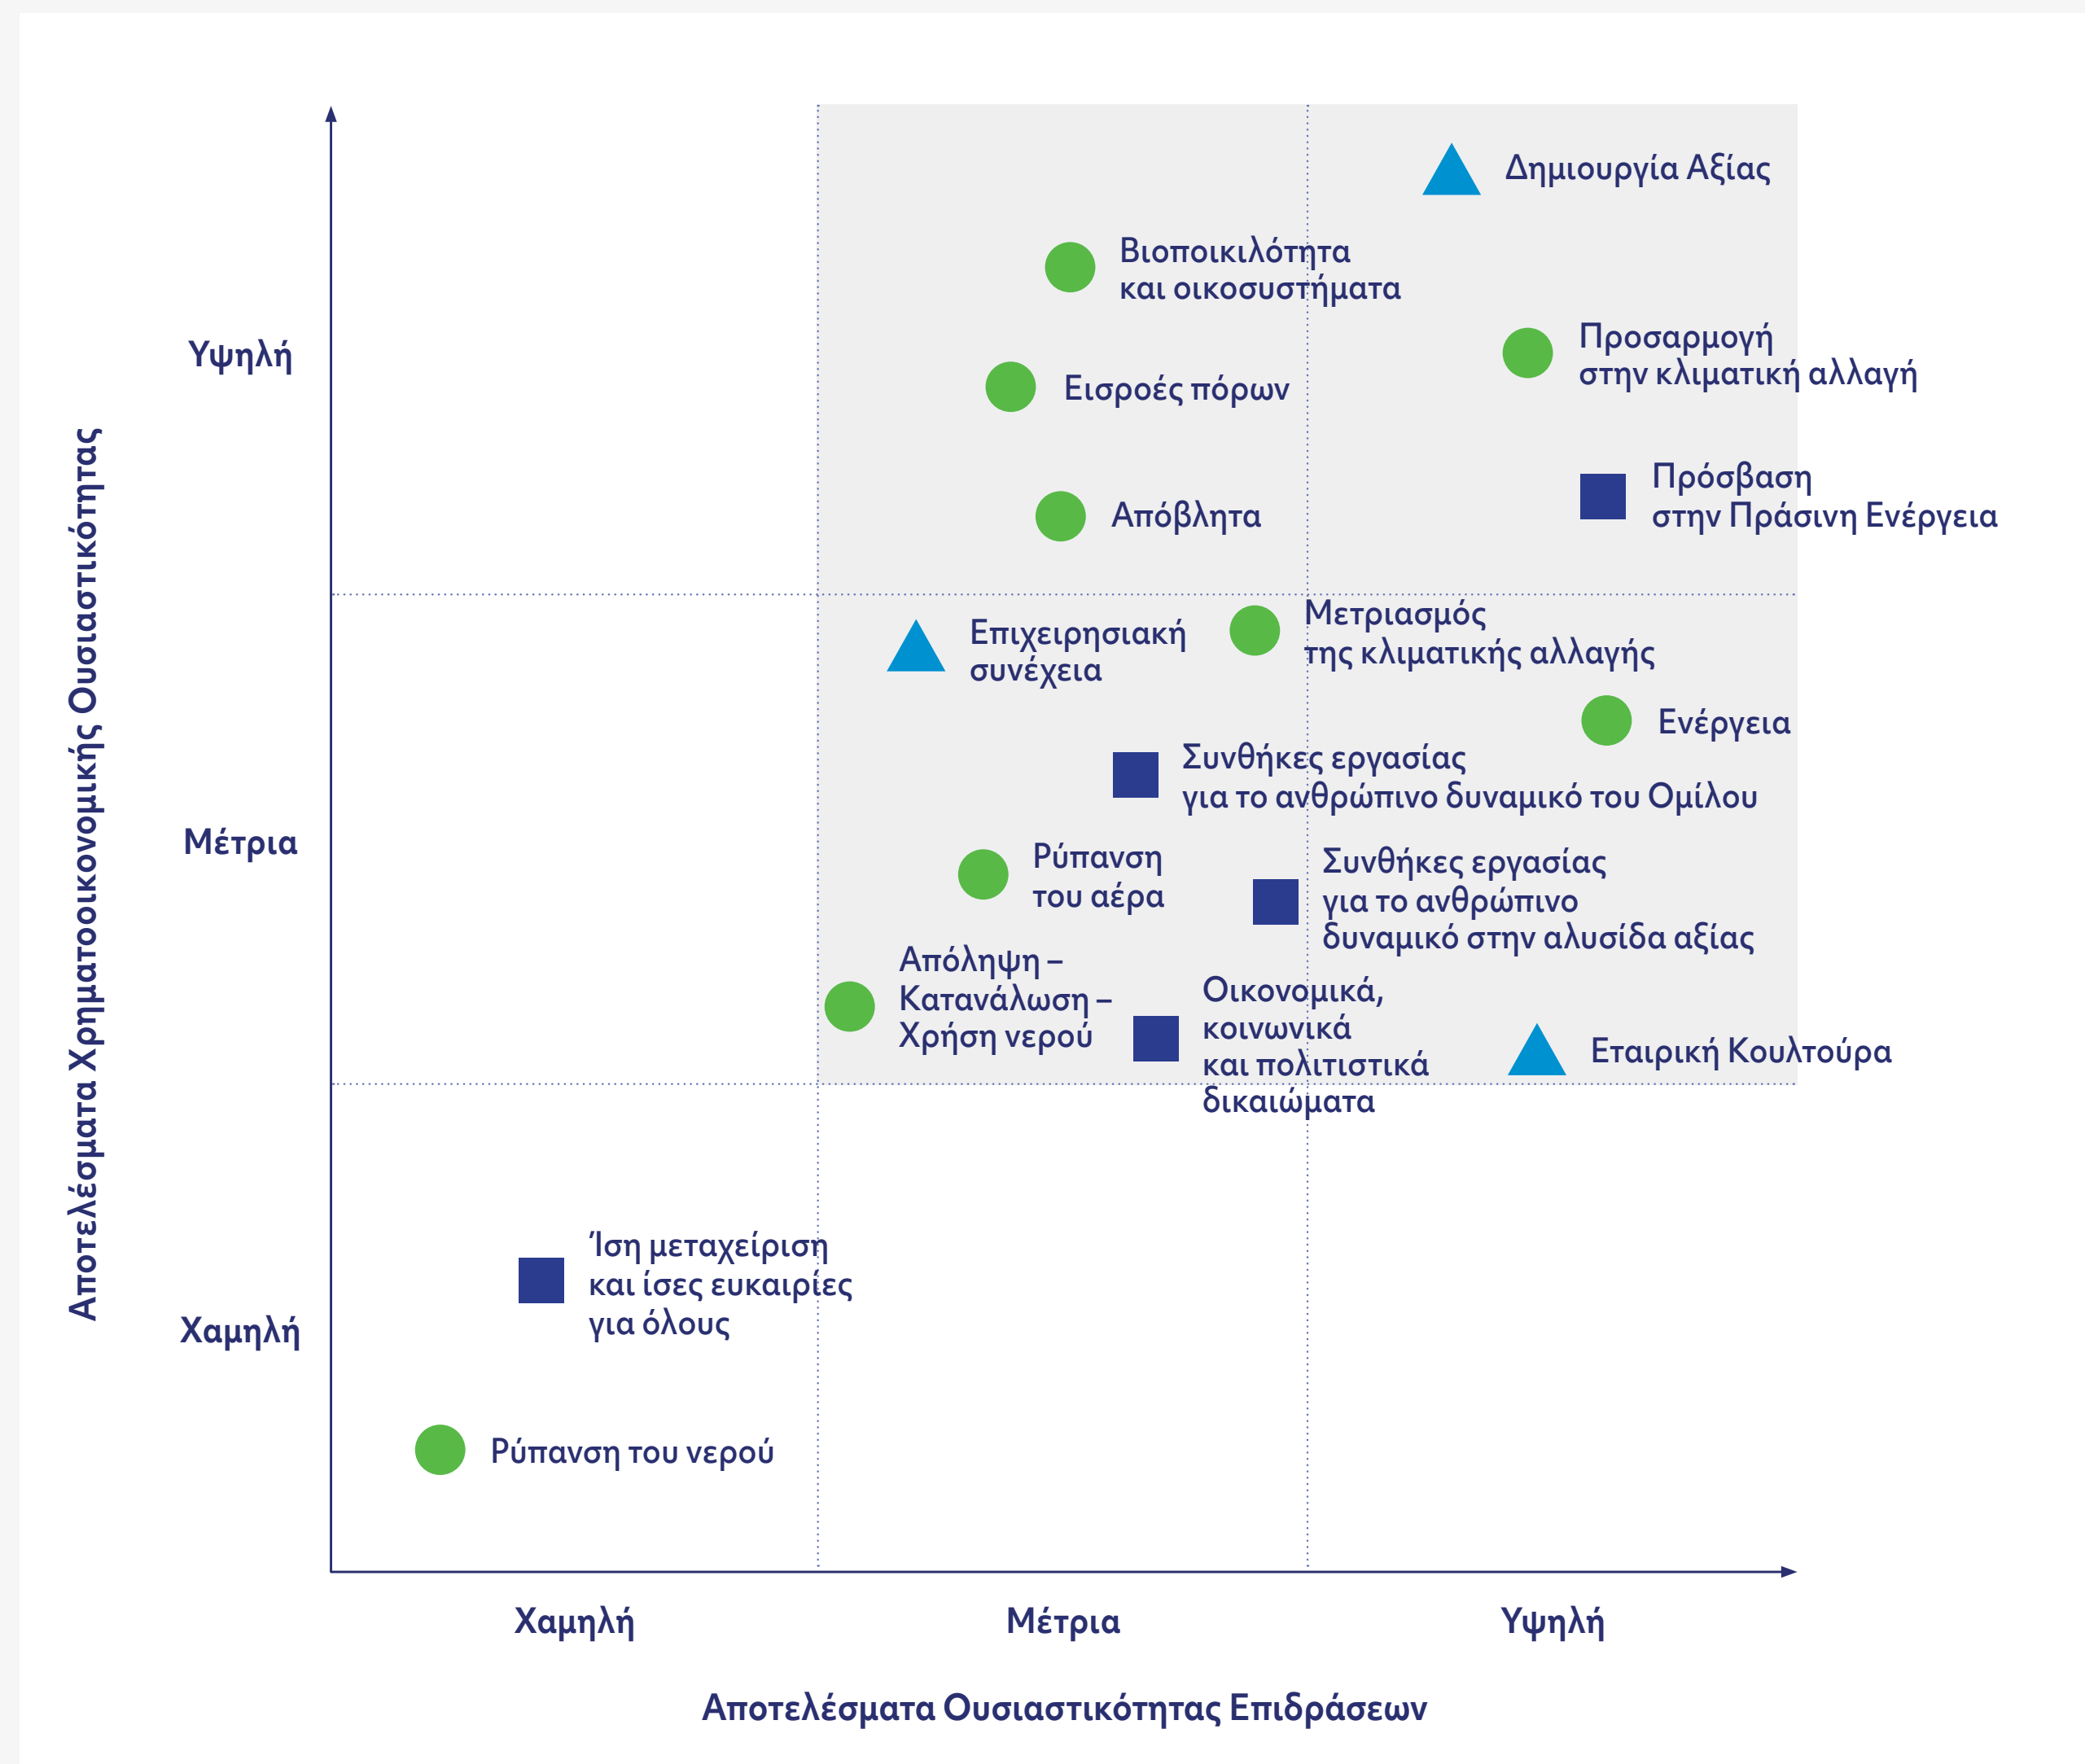 Αποτελέσματα Χρηματοοικονομικής Ουσιαστικότητας
Υψηλή
Μέτρια
Χαμηλή
Δημιουργία Αξίας
Βιοποικιλότητα
και οικοσυστήματα
Προσαρμογή
στην κλιματική αλλαγή
Εισροές πόρων
Πρόσβαση
στην Πράσινη Ενέργεια
Απόβλητα
Μετριασμός
της κλιματικής αλλαγής
Επιχειρησιακή
συνέχεια
Ενέργεια
Συνθήκες εργασίας
για το ανθρώπινο δυναμικό του Ομίλου
Ρύπανση
του αέρα
Συνθήκες εργασίας
για το ανθρώπινο
δυναμικό στην αλυσίδα αξίας
Απόληψη –
Κατανάλωση –
Χρήση νερού
Οικονομικά,
κοινωνικά
και πολιτιστικά
δικαιώματα
Εταιρική Κουλτούρα
Ίση μεταχείριση
και ίσες ευκαιρίες
για όλους
Ρύπανση του νερού
Χαμηλή
Μέτρια
Υψηλή
Αποτελέσματα Ουσιαστικότητας Επιδράσεων